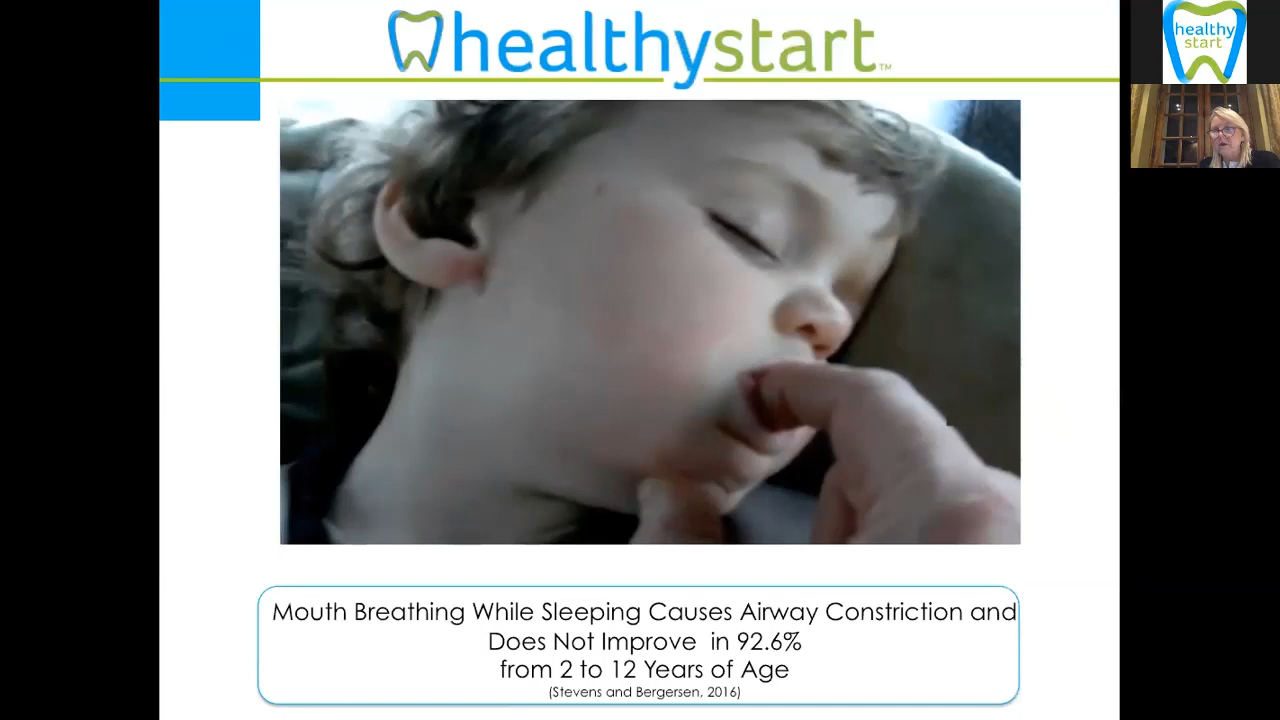 healthystart™
healthy
start
Mouth Breathing While Sleeping Causes Airway Constriction and
Does Not Improve in 92.6%
from 2 to 12 Years of Age
(Stevens and Bergersen, 2016)